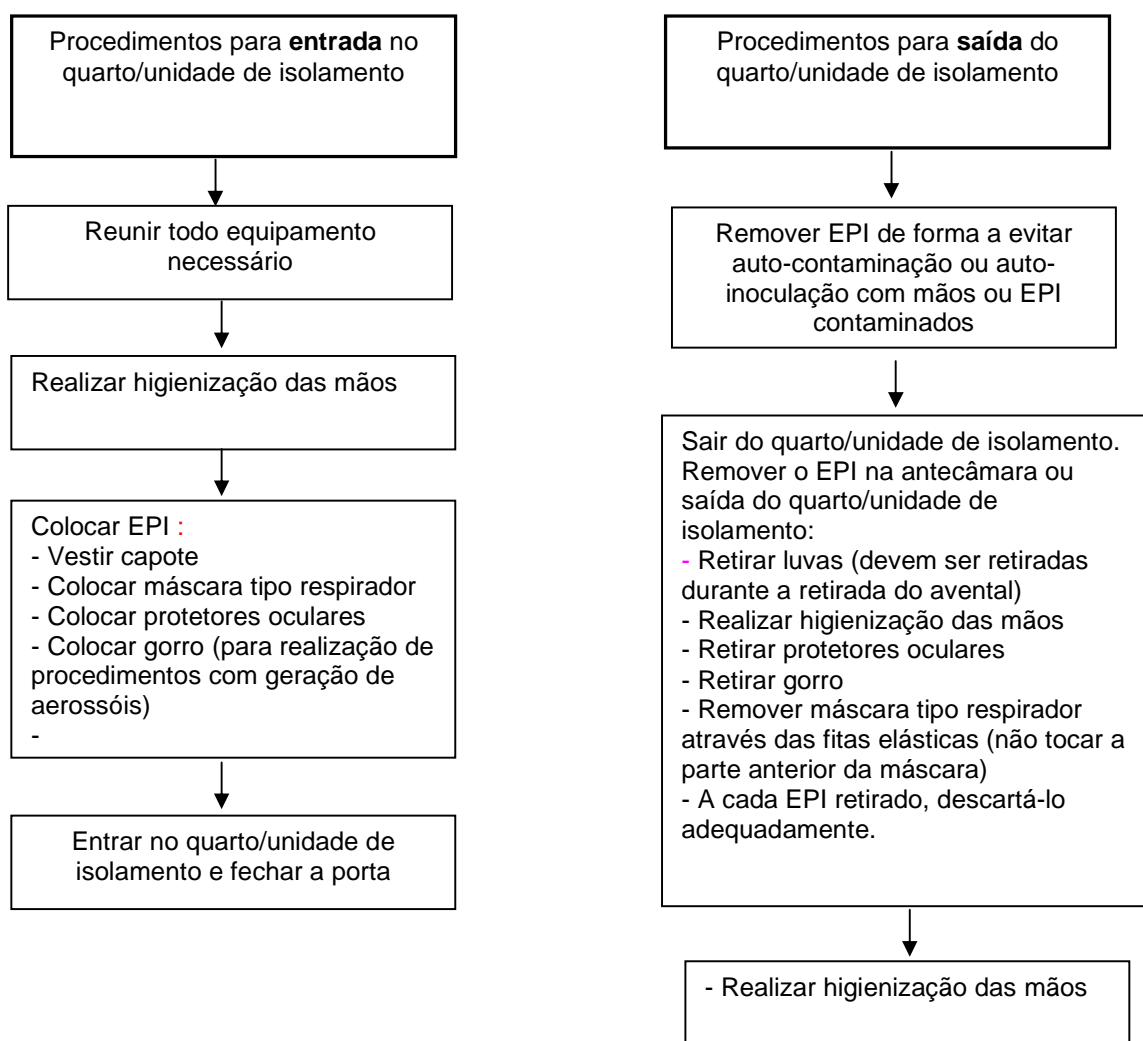 Procedimentos para entrada no
quarto/unidade de isolamento
Reunir todo equipamento
necessário
Realizar higienização das mãos
Colocar EPI :
- Vestir capote
- Colocar máscara tipo respirador
- Colocar protetores oculares
- Colocar gorro (para realização de
procedimentos com geração de
aerossóis)
-
Entrar no quarto/unidade de
isolamento e fechar a porta
Procedimentos para saída do
quarto/unidade de isolamento
Remover EPI de forma a evitar
auto-contaminação ou auto-
inoculação com mãos ou EPI
contaminados
Sair do quarto/unidade de isolamento.
Remover o EPI na antecâmara ou
saída do quarto/unidade de
isolamento:
- Retirar luvas (devem ser retiradas
durante a retirada do avental)
- Realizar higienização das mãos
- Retirar protetores oculares
- Retirar gorro
- Remover máscara tipo respirador
através das fitas elásticas (não tocar a
parte anterior da máscara)
- A cada EPI retirado, descartá-lo
adequadamente.
- Realizar higienização das mãos